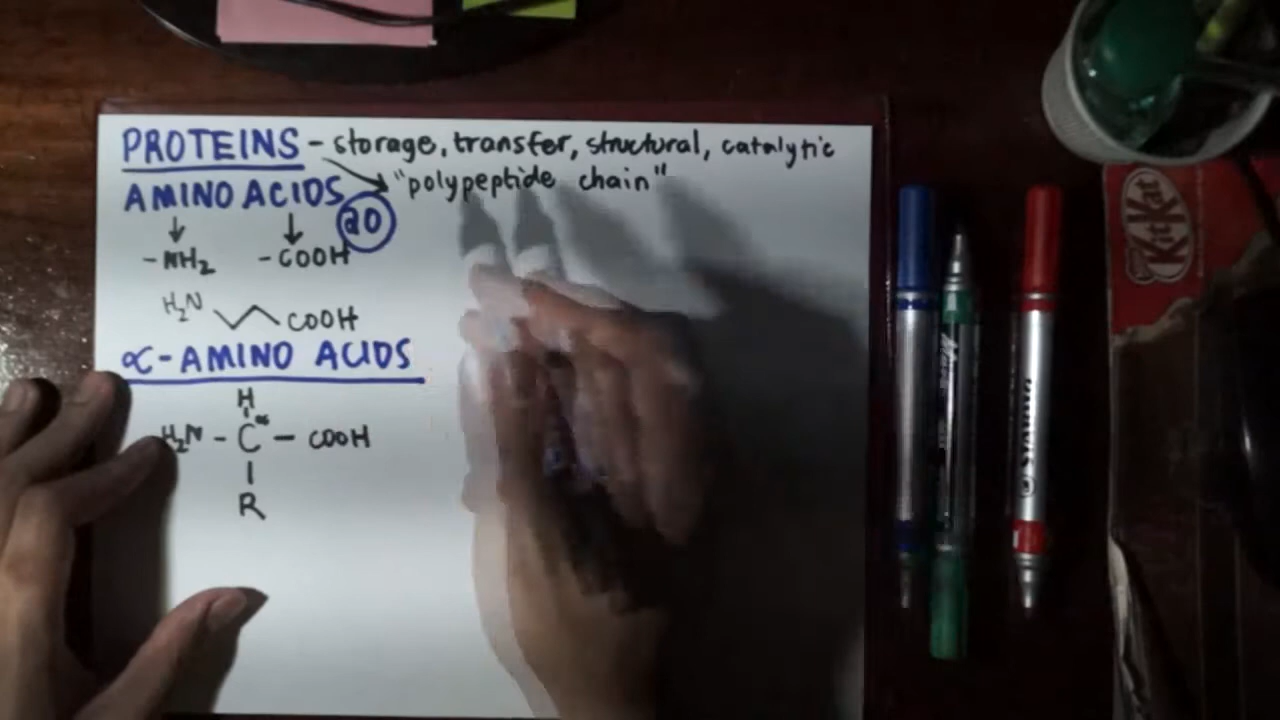 PROTEINS - storage, transfer, structural, catalytic
"polypeptide chain"
AMINO ACIDS 20
-NH2 -COOH
H2N COOH
α-AMINO ACIDS
H
H2N - C - COOH
R
KitKat